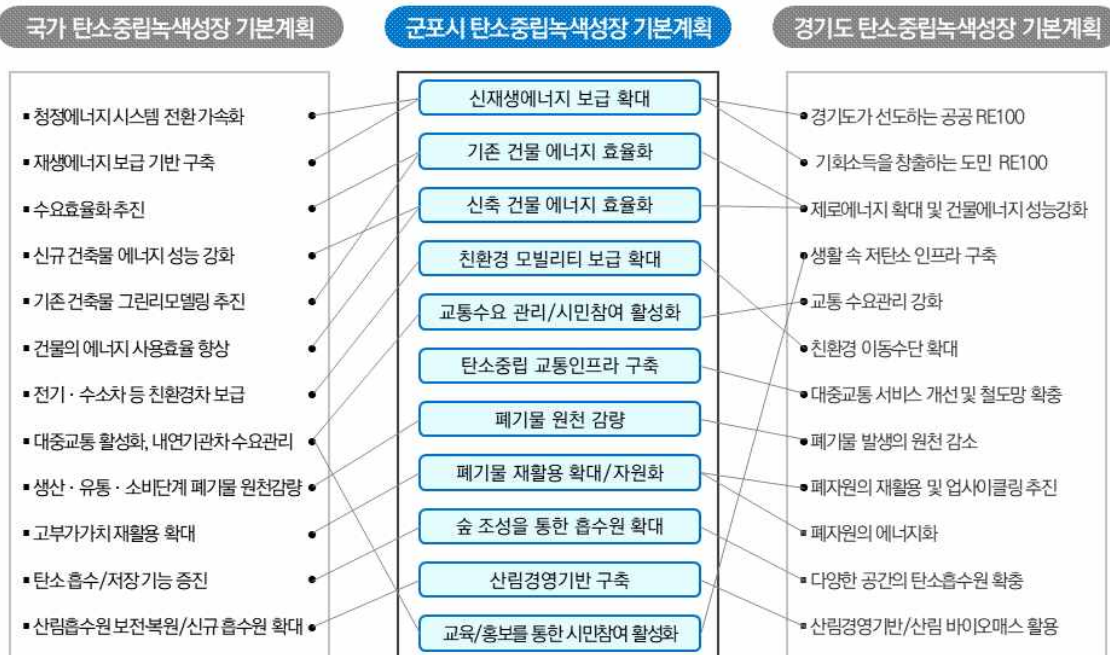 국가 탄소중립녹색성장 기본계획
군포시 탄소중립녹색성장 기본계획
경기도 탄소중립녹색성장 기본계획
▪ 청정에너지 시스템 전환 가속화
▪ 재생에너지 보급 기반 구축
▪ 수요효율화 추진
▪ 신규 건축물 에너지 성능 강화
▪ 기존 건축물 그린리모델링 추진
▪ 건물의 에너지 사용효율 향상
▪ 전기 · 수소차 등 친환경차 보급
▪ 대중교통 활성화, 내연기관차 수요관리
▪ 생산 · 유통 · 소비단계 폐기물 원천감량
▪ 고부가가치 재활용 확대
▪ 탄소 흡수/저장 기능 증진
▪ 산림흡수원 보전·복원/신규 흡수원 확대
신재생에너지 보급 확대
기존 건물 에너지 효율화
신축 건물 에너지 효율화
친환경 모빌리티 보급 확대
교통수요 관리/시민참여 활성화
탄소중립 교통인프라 구축
폐기물 원천 감량
폐기물 재활용 확대/자원화
숲 조성을 통한 흡수원 확대
산림경영기반 구축
교육/홍보를 통한 시민참여 활성화
▪ 경기도가 선도하는 공공 RE100
▪ 기회소득을 창출하는 도민 RE100
▪ 제로에너지 확대 및 건물에너지 성능강화
▪ 생활 속 저탄소 인프라 구축
▪ 교통 수요관리 강화
▪ 친환경 이동수단 확대
▪ 대중교통 서비스 개선 및 철도망 확충
▪ 폐기물 발생의 원천 감소
▪ 폐자원의 재활용 및 업사이클링 추진
▪ 폐자원의 에너지화
▪ 다양한 공간의 탄소흡수원 확충
▪ 산림경영기반/산림 바이오매스 활용